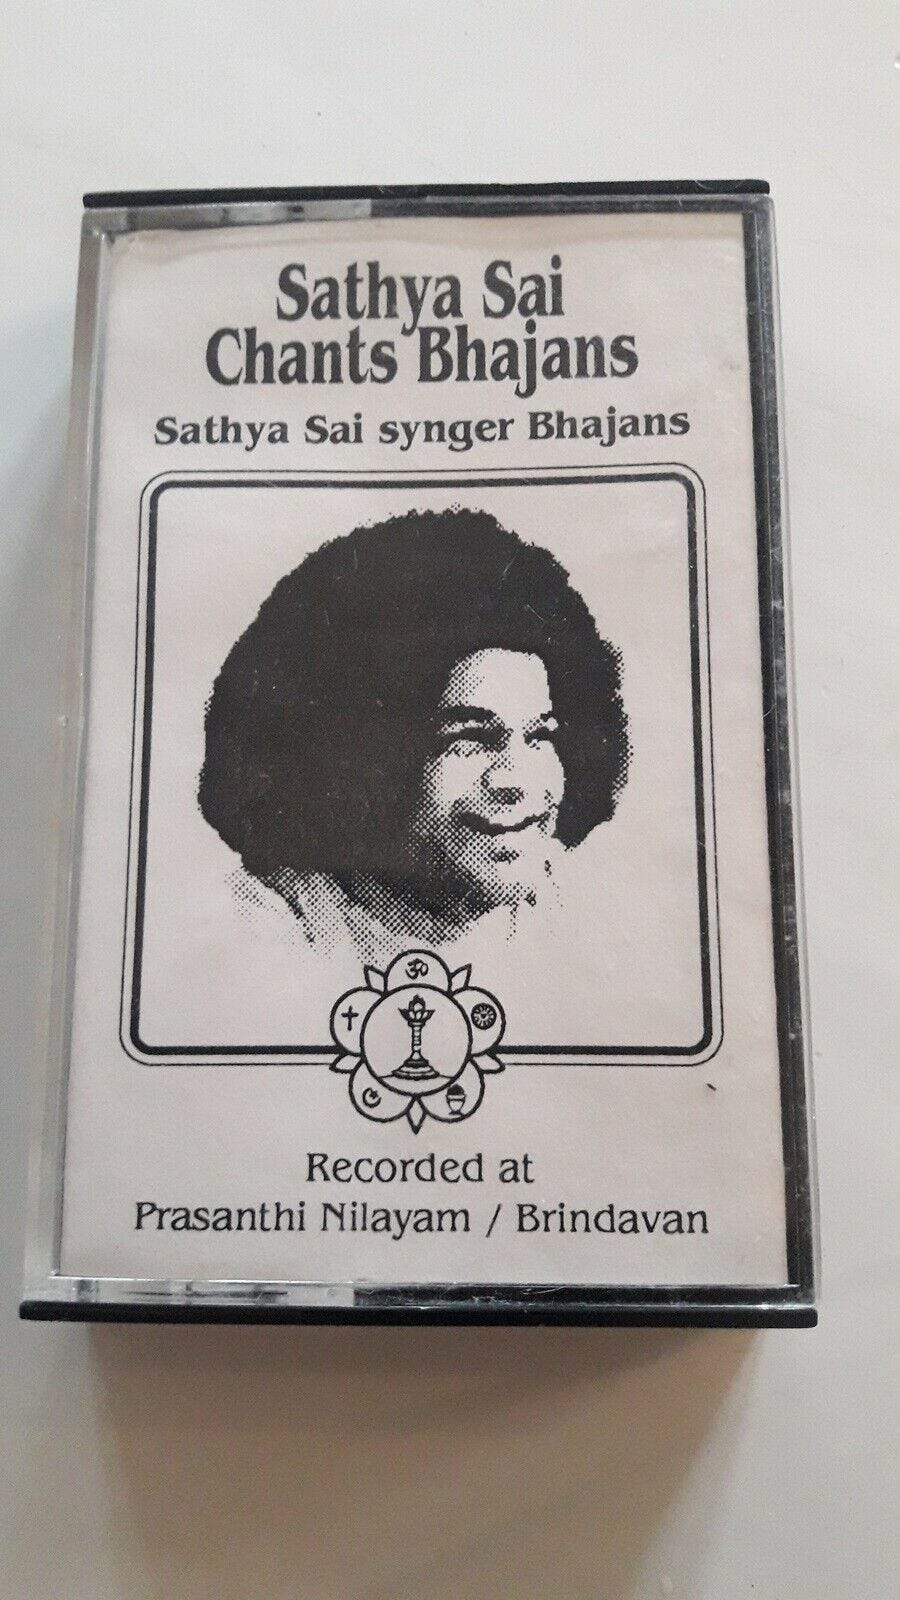 Sathya Sai
Chants Bhajans
Sathya Sai synger Bhajans
ॐ
Recorded at
Prasanthi Nilayam / Brindavan